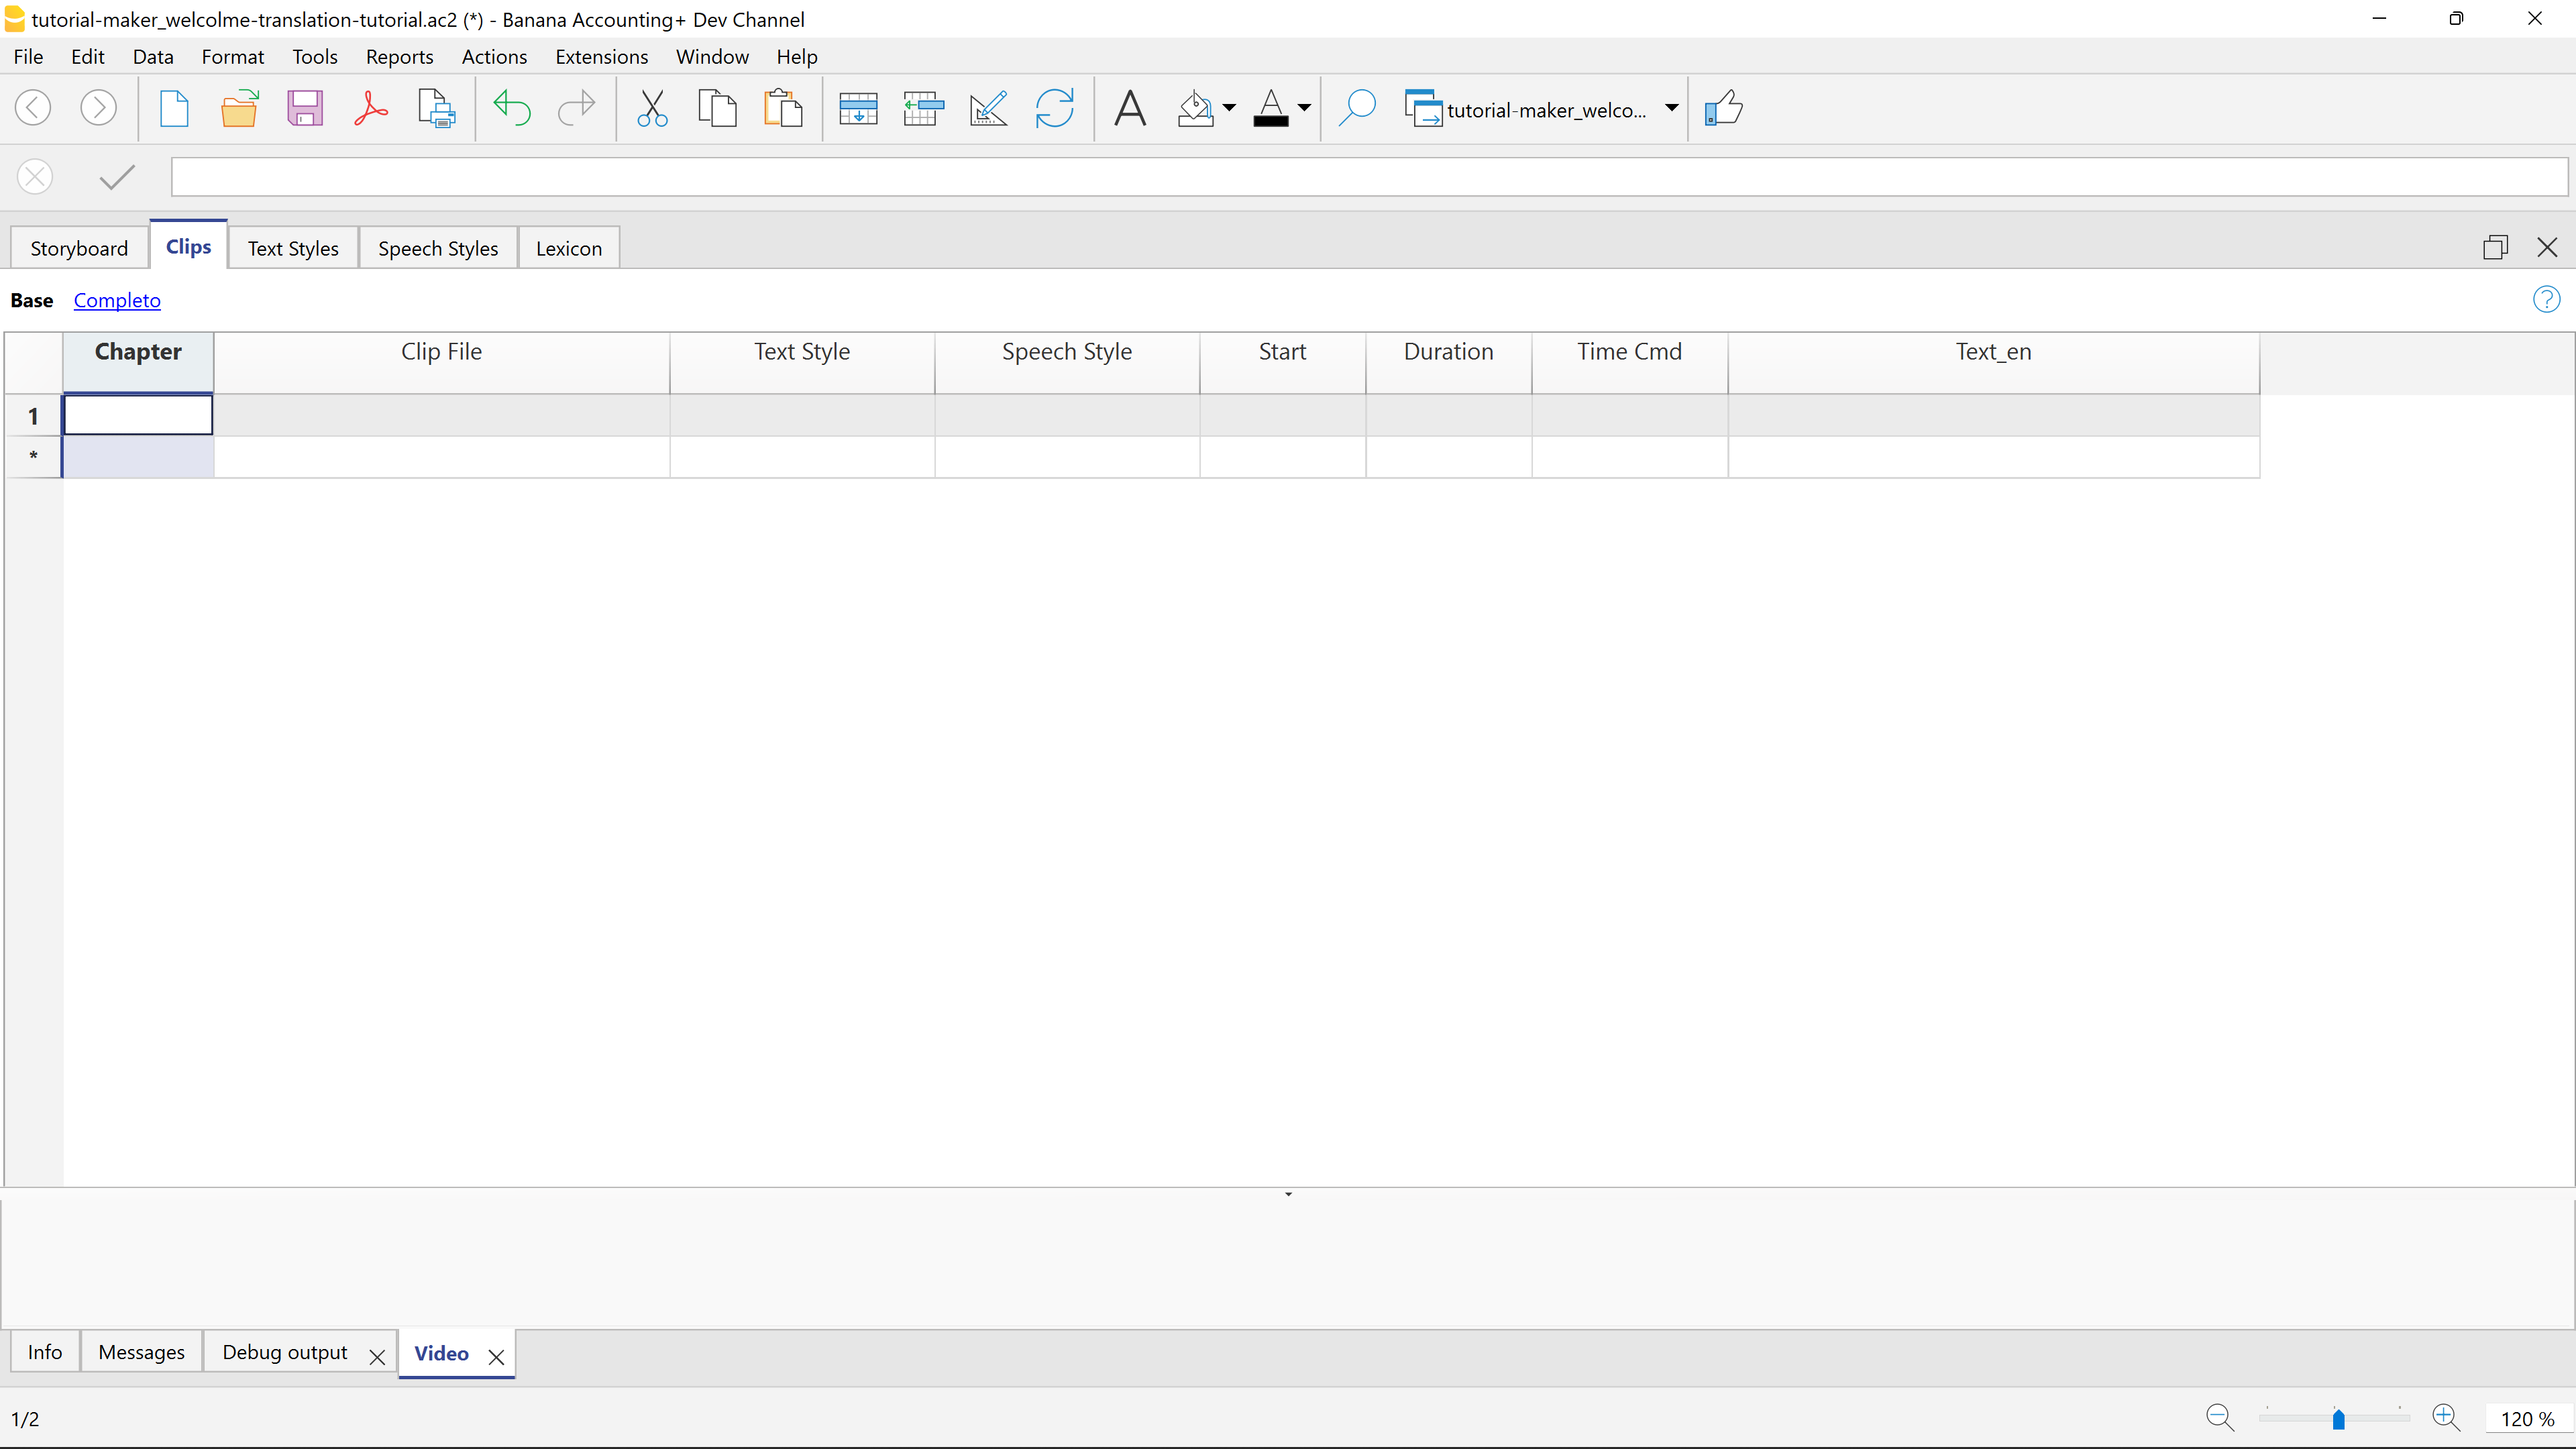 tutorial-maker_welcolme-translation-tutorial.ac2 (*) - Banana Accounting+ Dev Channel
File Edit Data Format Tools Reports Actions Extensions Window Help
tutorial-maker_welco...
Storyboard Clips Text Styles Speech Styles Lexicon
Base Completo
Chapter Clip File Text Style Speech Style Start Duration Time Cmd Text_en
1
*
Info Messages Debug output Video
1/2 120 %